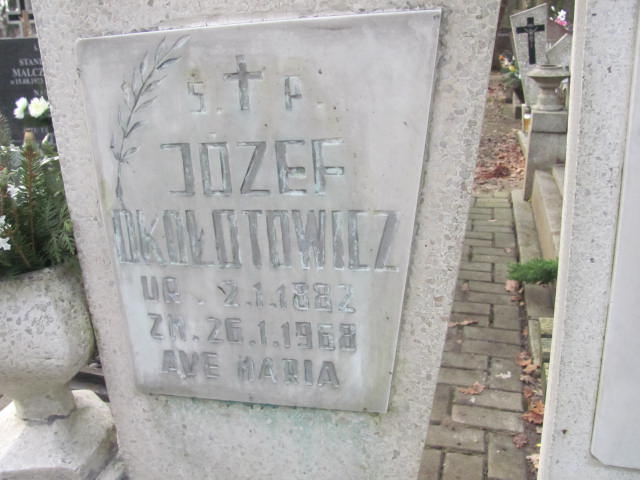 Ś. P.
JÓZEF
OKOŁOTOWICZ
UR. 2.1.1882
ZM. 26.1.1968
AVE MARIA